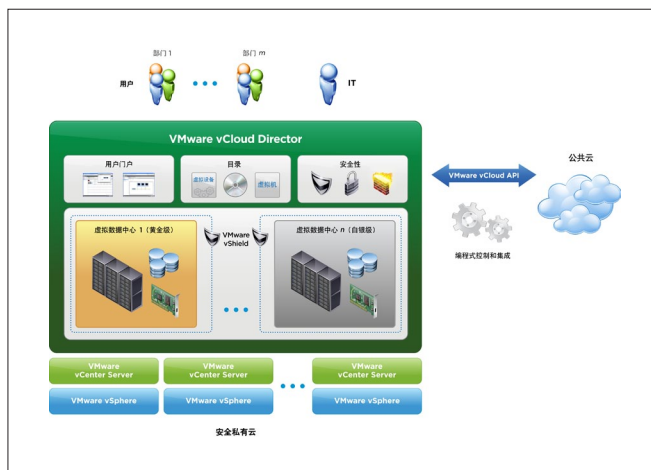 部门 1
部门 m
用户
IT
VMware vCloud Director
用户门户
目录
安全性
虚拟设备
虚拟机
VMware vCloud API
公共云
编程式控制和集成
虚拟数据中心 1（黄金级）
VMware
vShield
虚拟数据中心 n（白银级）
VMware
vCenter Server
VMware
vCenter Server
VMware
vCenter Server
VMware vSphere
VMware vSphere
VMware vSphere
安全私有云